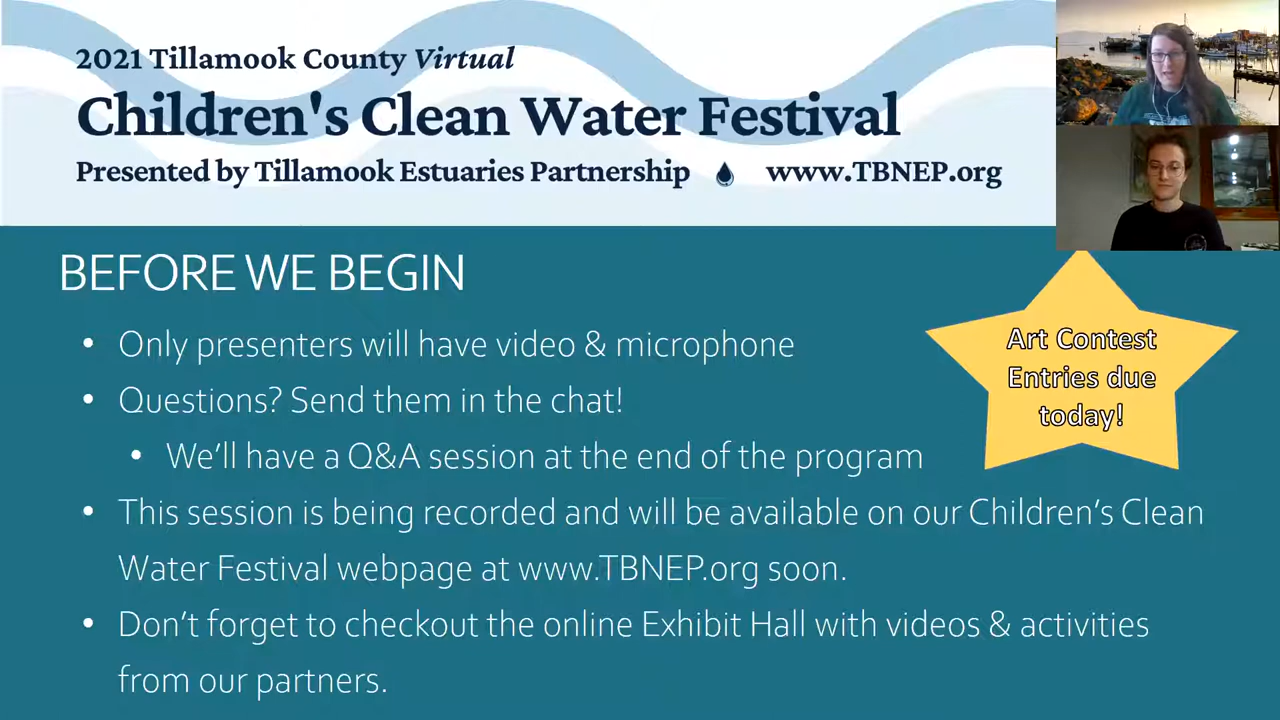 2021 Tillamook County Virtual
Children's Clean Water Festival
Presented by Tillamook Estuaries Partnership www.TBNEP.org
BEFORE WE BEGIN
• Only presenters will have video & microphone
• Questions? Send them in the chat!
• We'll have a Q&A session at the end of the program
• This session is being recorded and will be available on our Children's Clean
Water Festival webpage at www.TBNEP.org soon.
• Don't forget to checkout the online Exhibit Hall with videos & activities
from our partners.
Art Contest
Entries due
today!